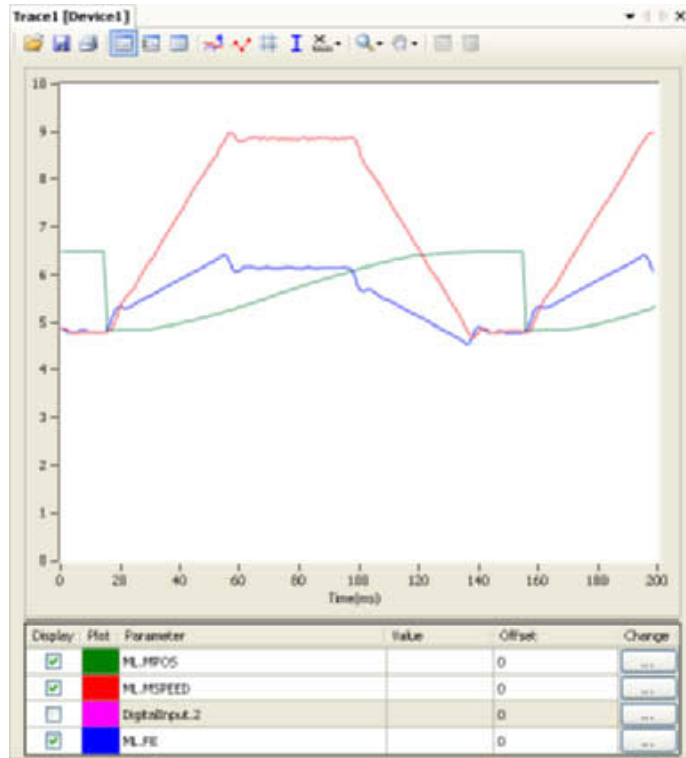 Trace1 [Device1]
10
9
8
7
6
5
4
3
2
1
0
0 20 40 60 80 100 120 140 160 180 200
Time(ms)
Display Plot Parameter Value Offset Change
ML.MPOS 0 ...
ML.MSPEED 0 ...
DigitalInput.2 0 ...
ML.FE 0 ...